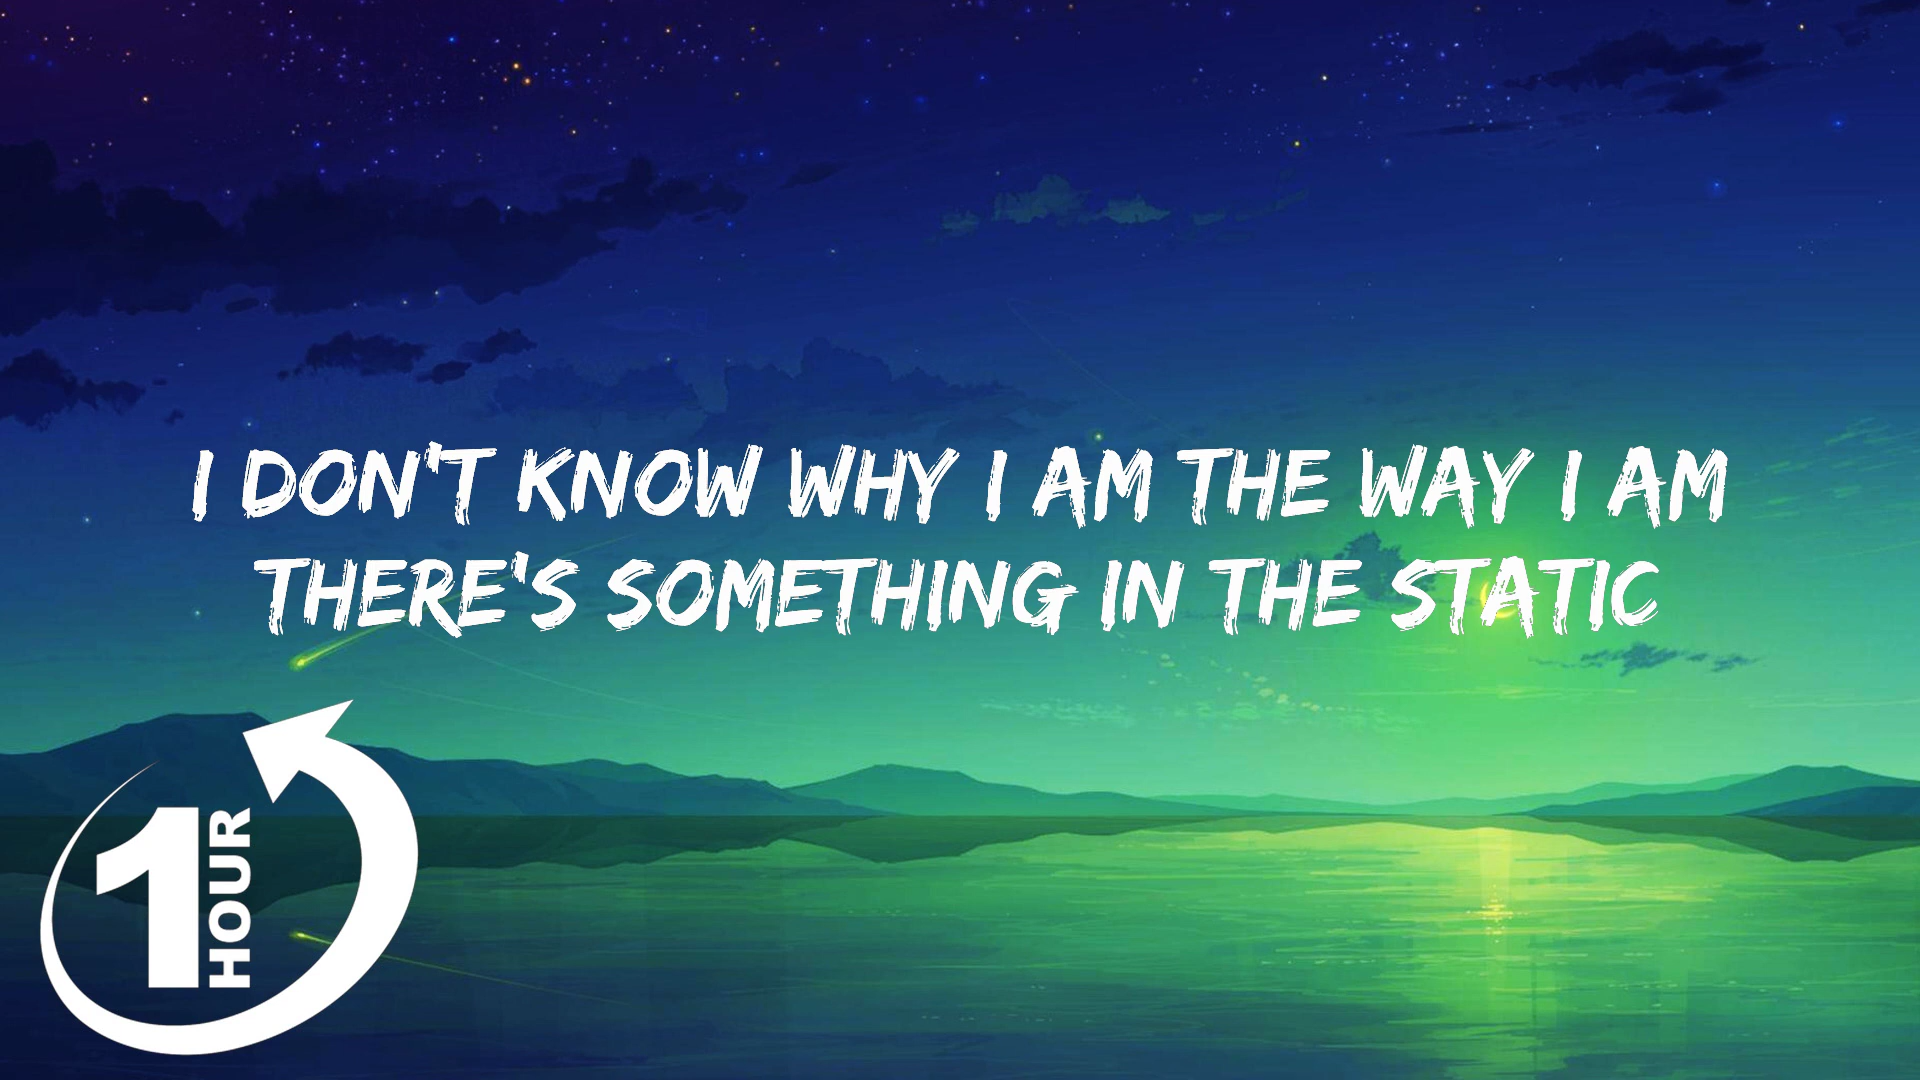 I DON'T KNOW WHY I AM THE WAY I AM
THERE'S SOMETHING IN THE STATIC
1
HOUR